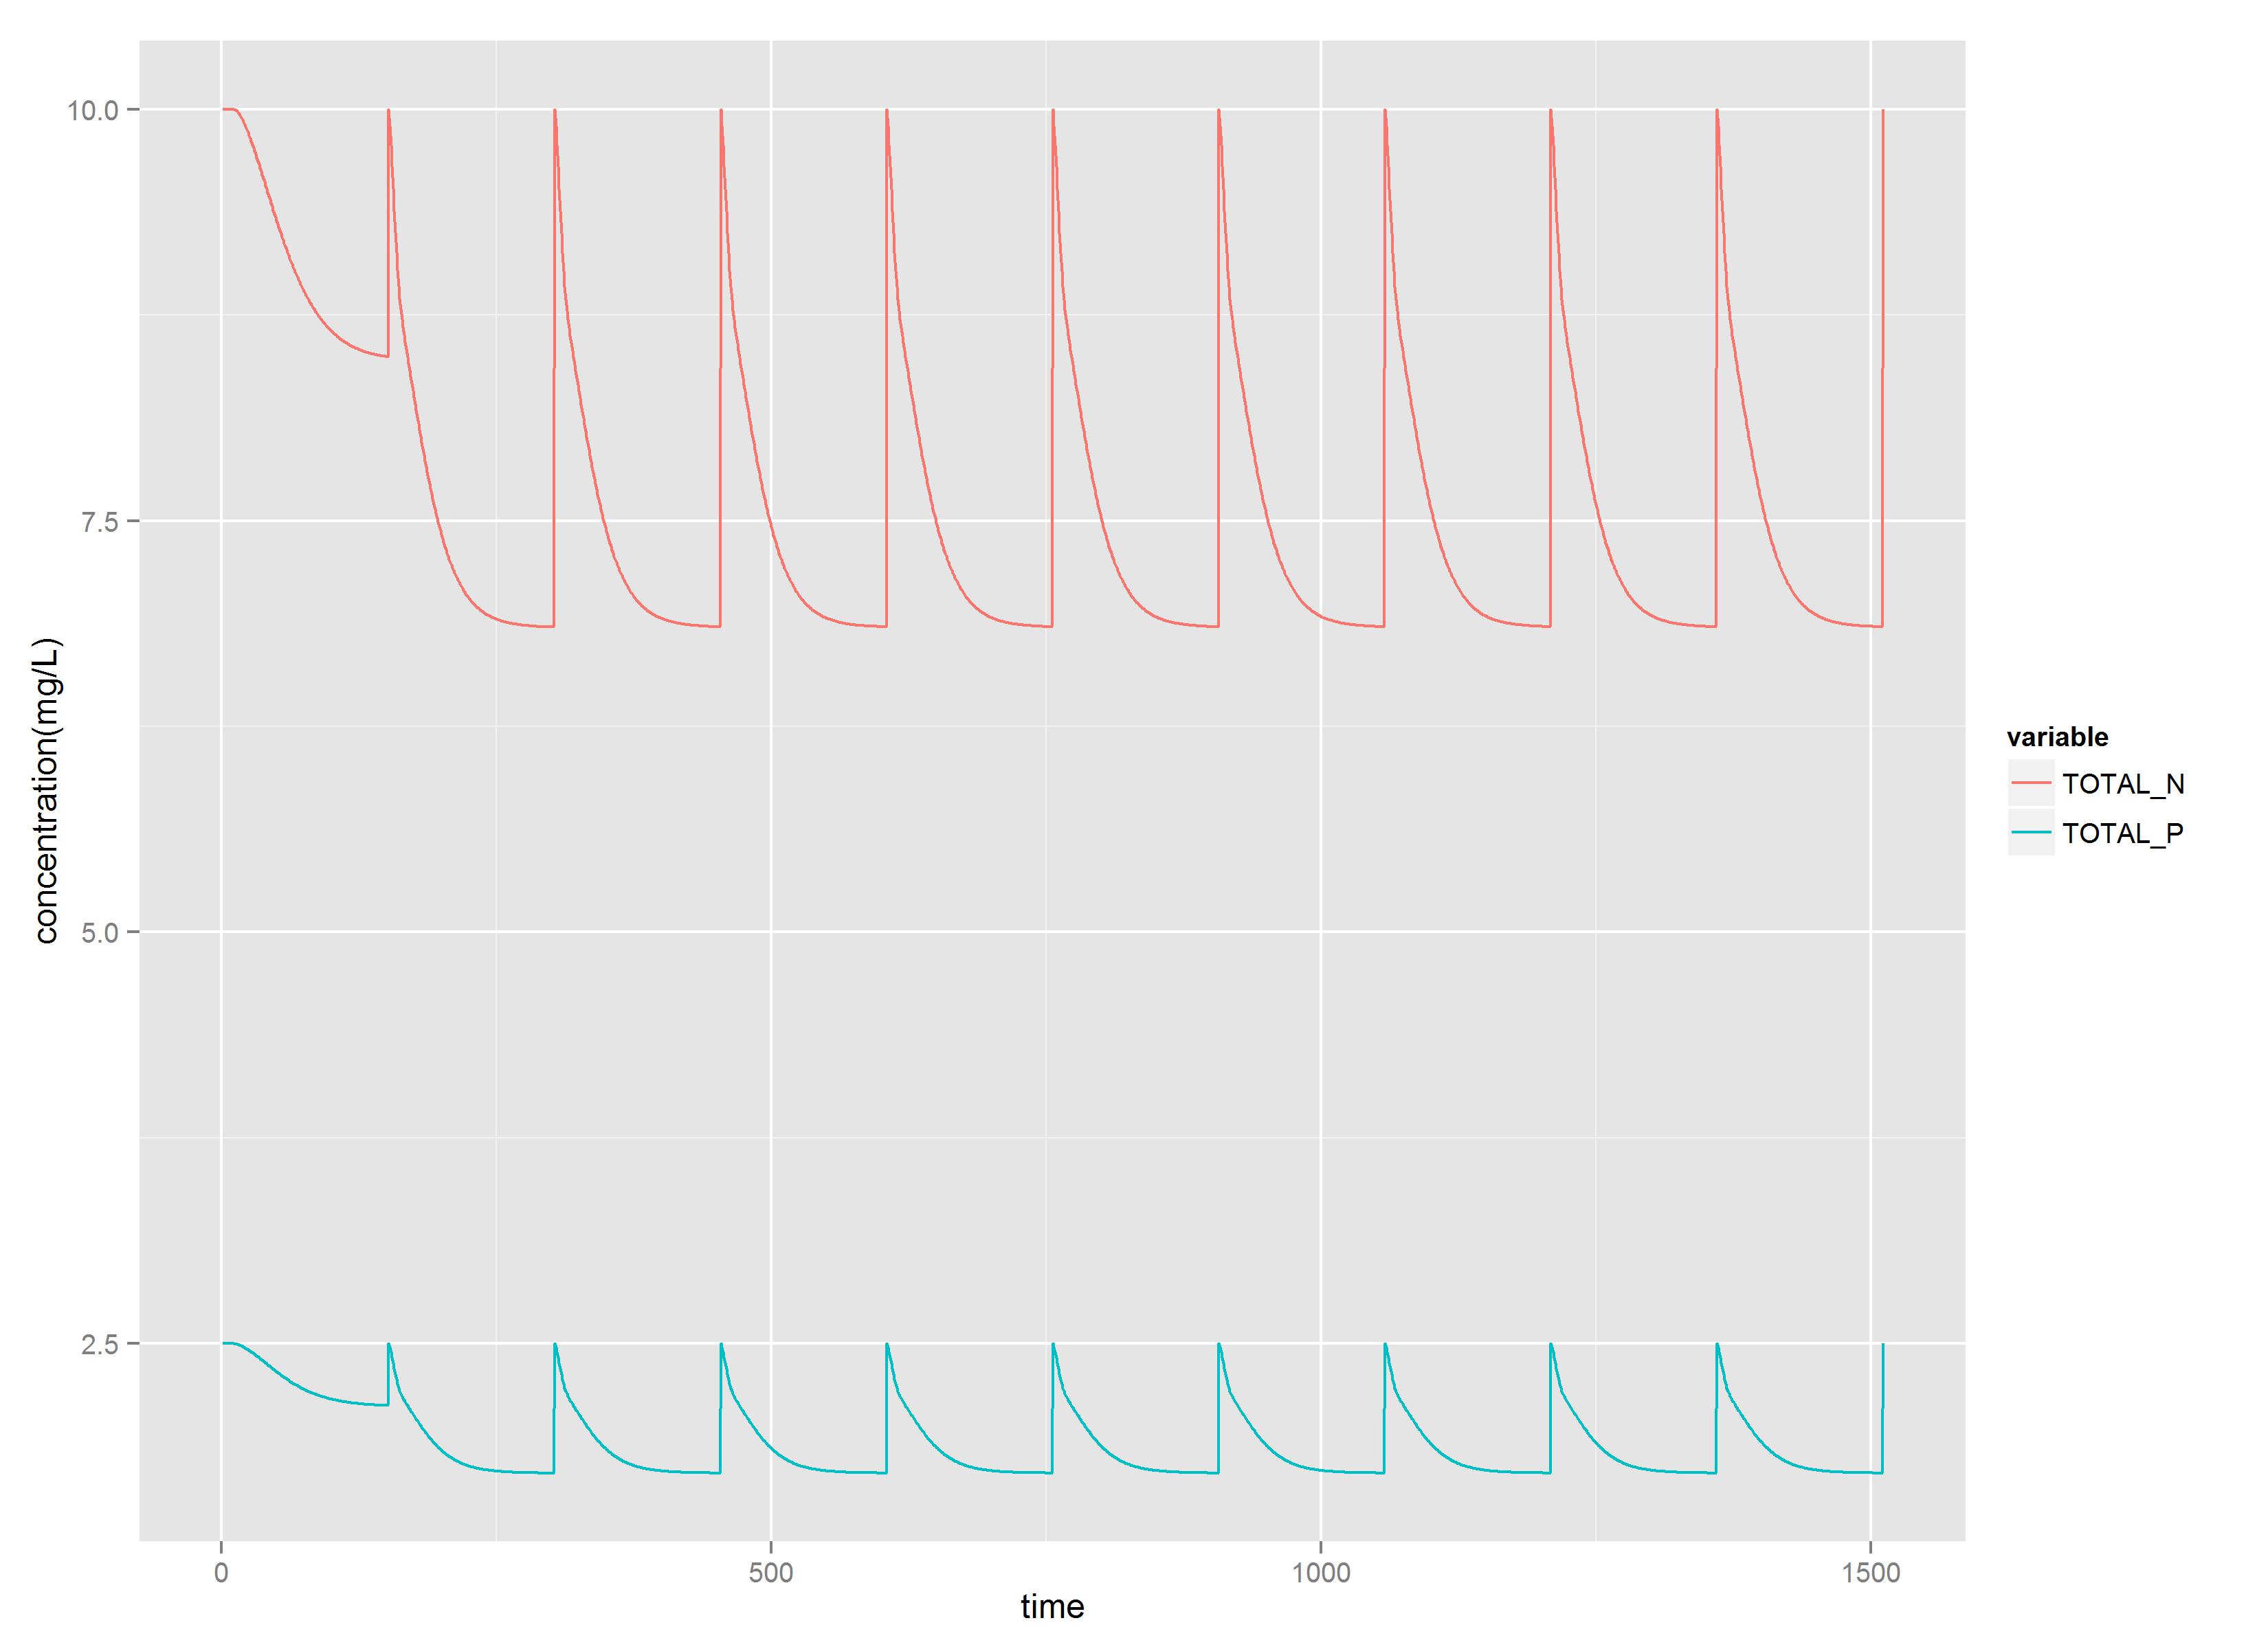 concentration(mg/L)
10.0
7.5
5.0
2.5
0
500
1000
1500
time
variable
TOTAL_N
TOTAL_P